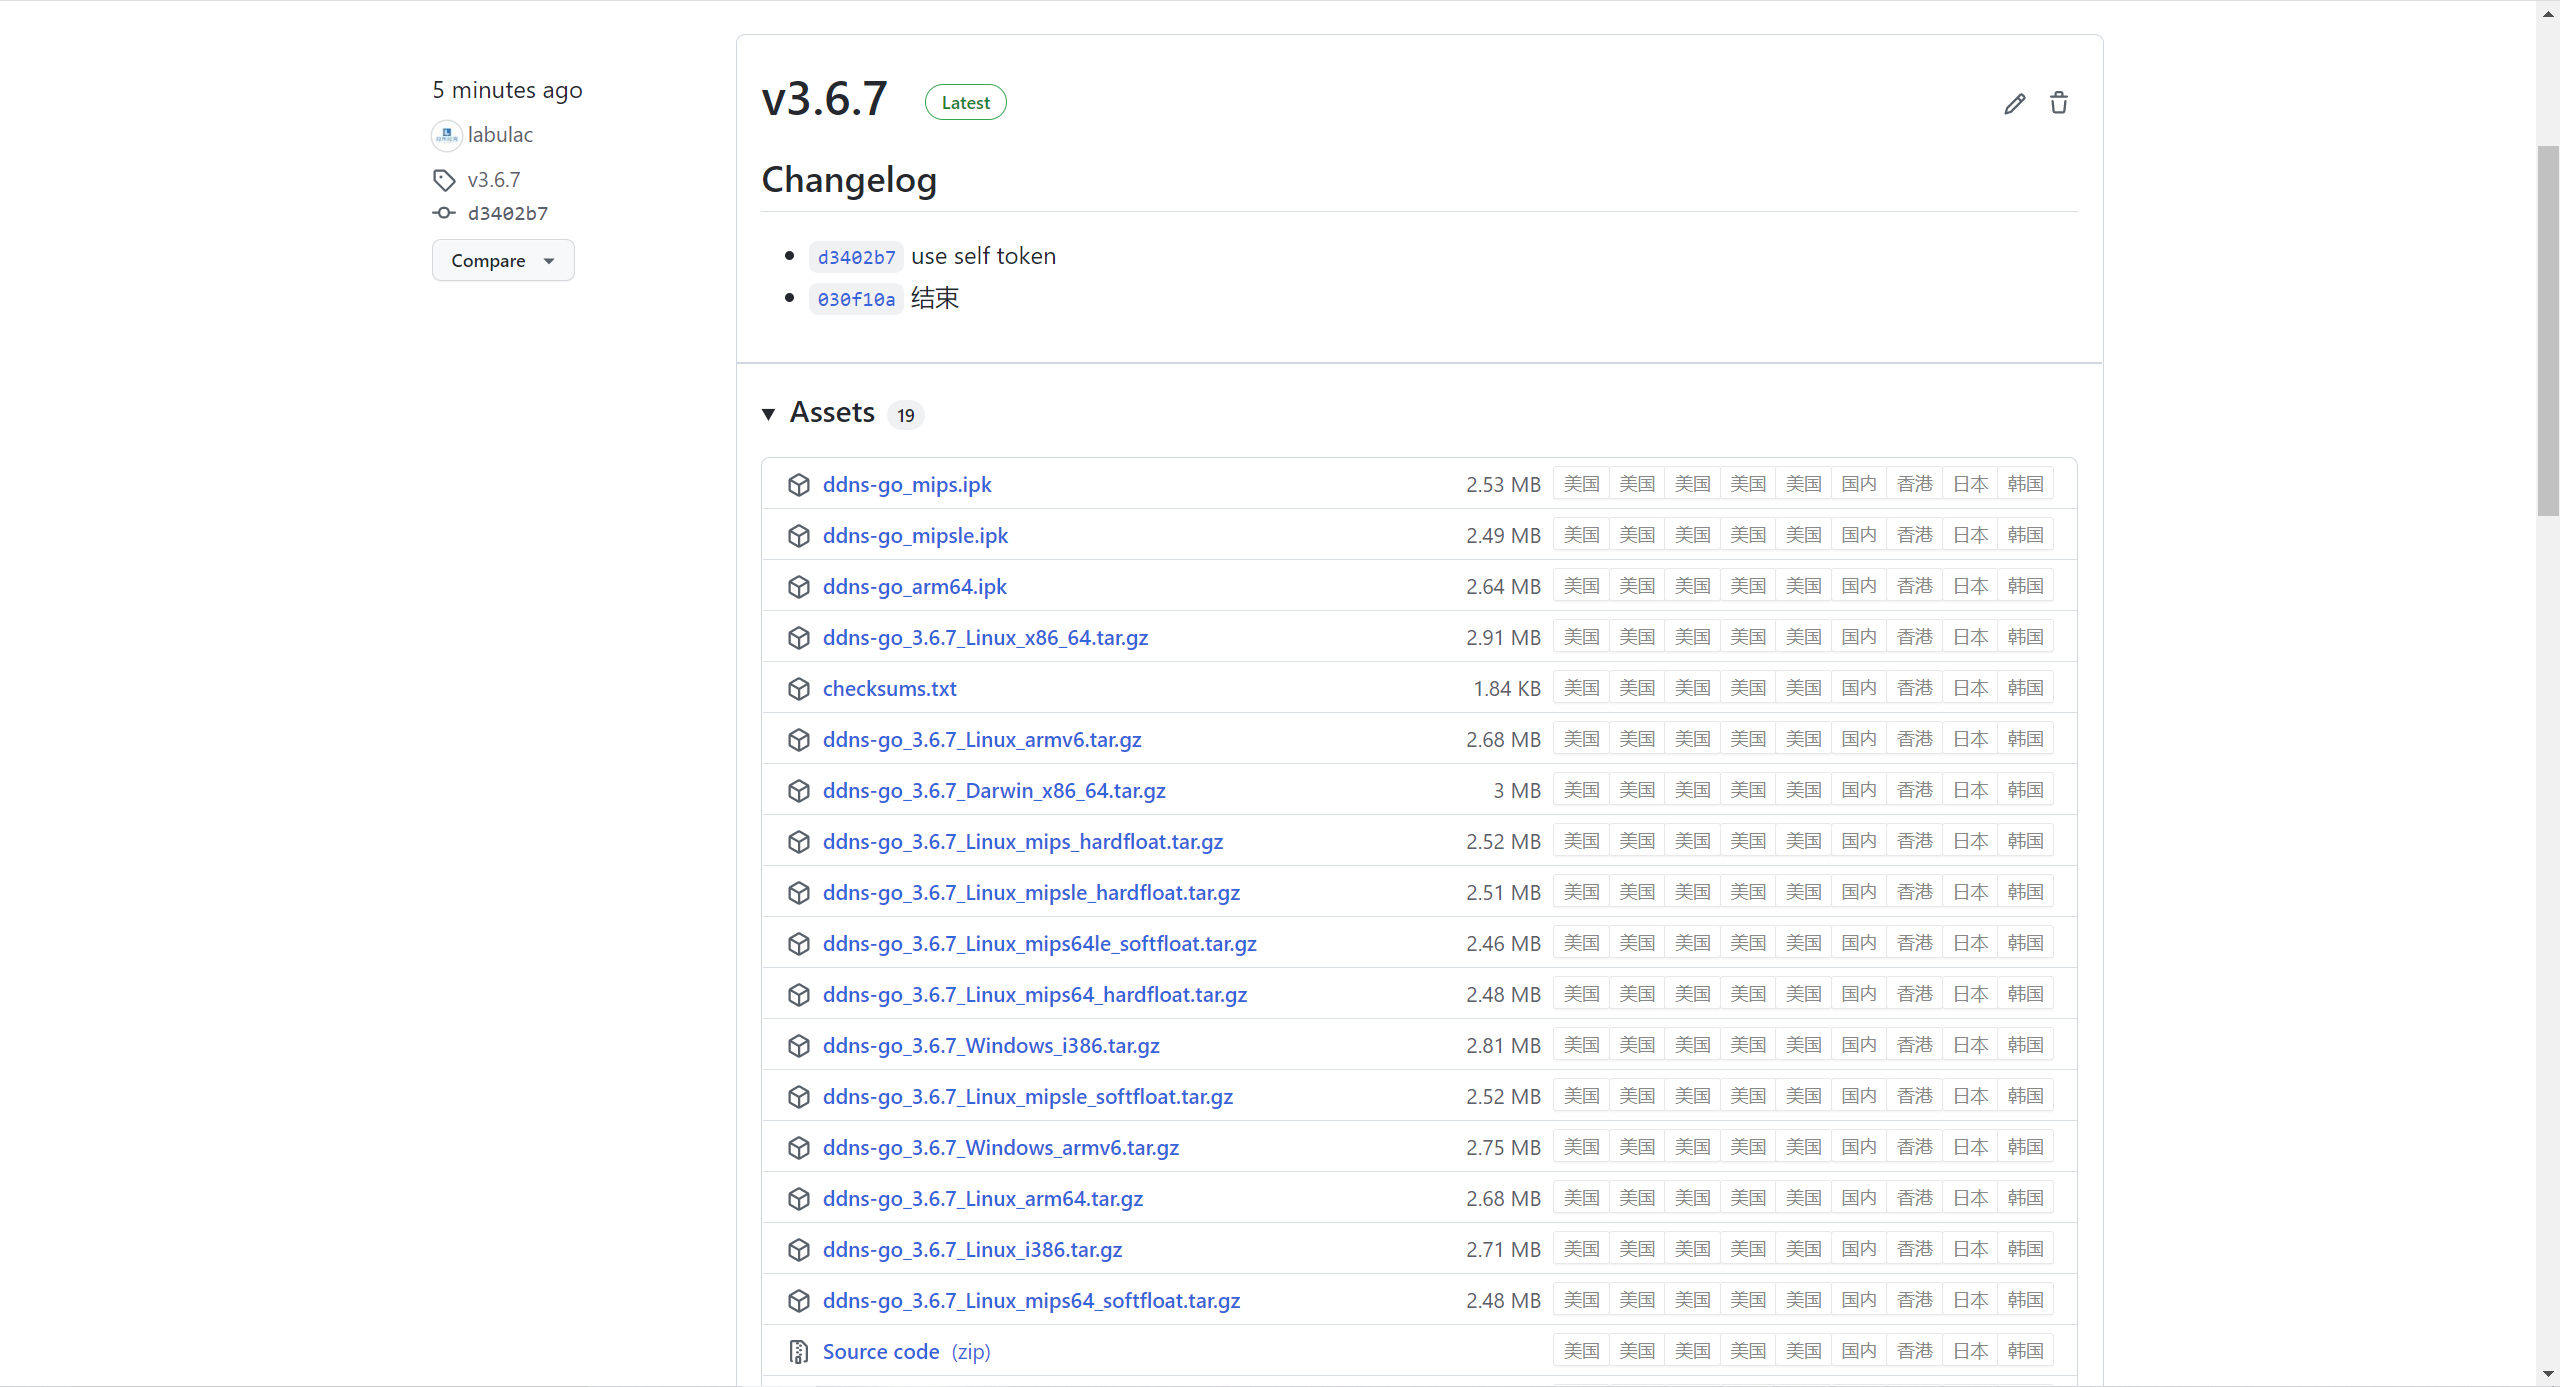 5 minutes ago
labulac
v3.6.7
d3402b7
Compare
v3.6.7 Latest
Changelog
d3402b7 use self token
030f10a 结束
Assets 19
ddns-go_mips.ipk 2.53 MB 美国 美国 美国 美国 美国 国内 香港 日本 韩国
ddns-go_mipsle.ipk 2.49 MB 美国 美国 美国 美国 美国 国内 香港 日本 韩国
ddns-go_arm64.ipk 2.64 MB 美国 美国 美国 美国 美国 国内 香港 日本 韩国
ddns-go_3.6.7_Linux_x86_64.tar.gz 2.91 MB 美国 美国 美国 美国 美国 国内 香港 日本 韩国
checksums.txt 1.84 KB 美国 美国 美国 美国 美国 国内 香港 日本 韩国
ddns-go_3.6.7_Linux_armv6.tar.gz 2.68 MB 美国 美国 美国 美国 美国 国内 香港 日本 韩国
ddns-go_3.6.7_Darwin_x86_64.tar.gz 3 MB 美国 美国 美国 美国 美国 国内 香港 日本 韩国
ddns-go_3.6.7_Linux_mips_hardfloat.tar.gz 2.52 MB 美国 美国 美国 美国 美国 国内 香港 日本 韩国
ddns-go_3.6.7_Linux_mipsle_hardfloat.tar.gz 2.51 MB 美国 美国 美国 美国 美国 国内 香港 日本 韩国
ddns-go_3.6.7_Linux_mips64le_softfloat.tar.gz 2.46 MB 美国 美国 美国 美国 美国 国内 香港 日本 韩国
ddns-go_3.6.7_Linux_mips64_hardfloat.tar.gz 2.48 MB 美国 美国 美国 美国 美国 国内 香港 日本 韩国
ddns-go_3.6.7_Windows_i386.tar.gz 2.81 MB 美国 美国 美国 美国 美国 国内 香港 日本 韩国
ddns-go_3.6.7_Linux_mipsle_softfloat.tar.gz 2.52 MB 美国 美国 美国 美国 美国 国内 香港 日本 韩国
ddns-go_3.6.7_Windows_armv6.tar.gz 2.75 MB 美国 美国 美国 美国 美国 国内 香港 日本 韩国
ddns-go_3.6.7_Linux_arm64.tar.gz 2.68 MB 美国 美国 美国 美国 美国 国内 香港 日本 韩国
ddns-go_3.6.7_Linux_i386.tar.gz 2.71 MB 美国 美国 美国 美国 美国 国内 香港 日本 韩国
ddns-go_3.6.7_Linux_mips64_softfloat.tar.gz 2.48 MB 美国 美国 美国 美国 美国 国内 香港 日本 韩国
Source code (zip) 美国 美国 美国 美国 美国 国内 香港 日本 韩国